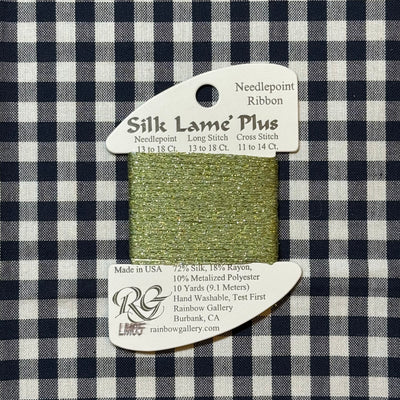 Needlepoint
Ribbon
Silk Lame' Plus
Needlepoint Long Stitch Cross Stitch
13 to 18 Ct. 13 to 18 Ct. 11 to 14 Ct.
Made in USA
72% Silk, 18% Rayon,
10% Metalized Polyester
10 Yards (9.1 Meters)
Hand Washable, Test First
Rainbow Gallery
Burbank, CA
rainbowgallery.com
RG
LM05